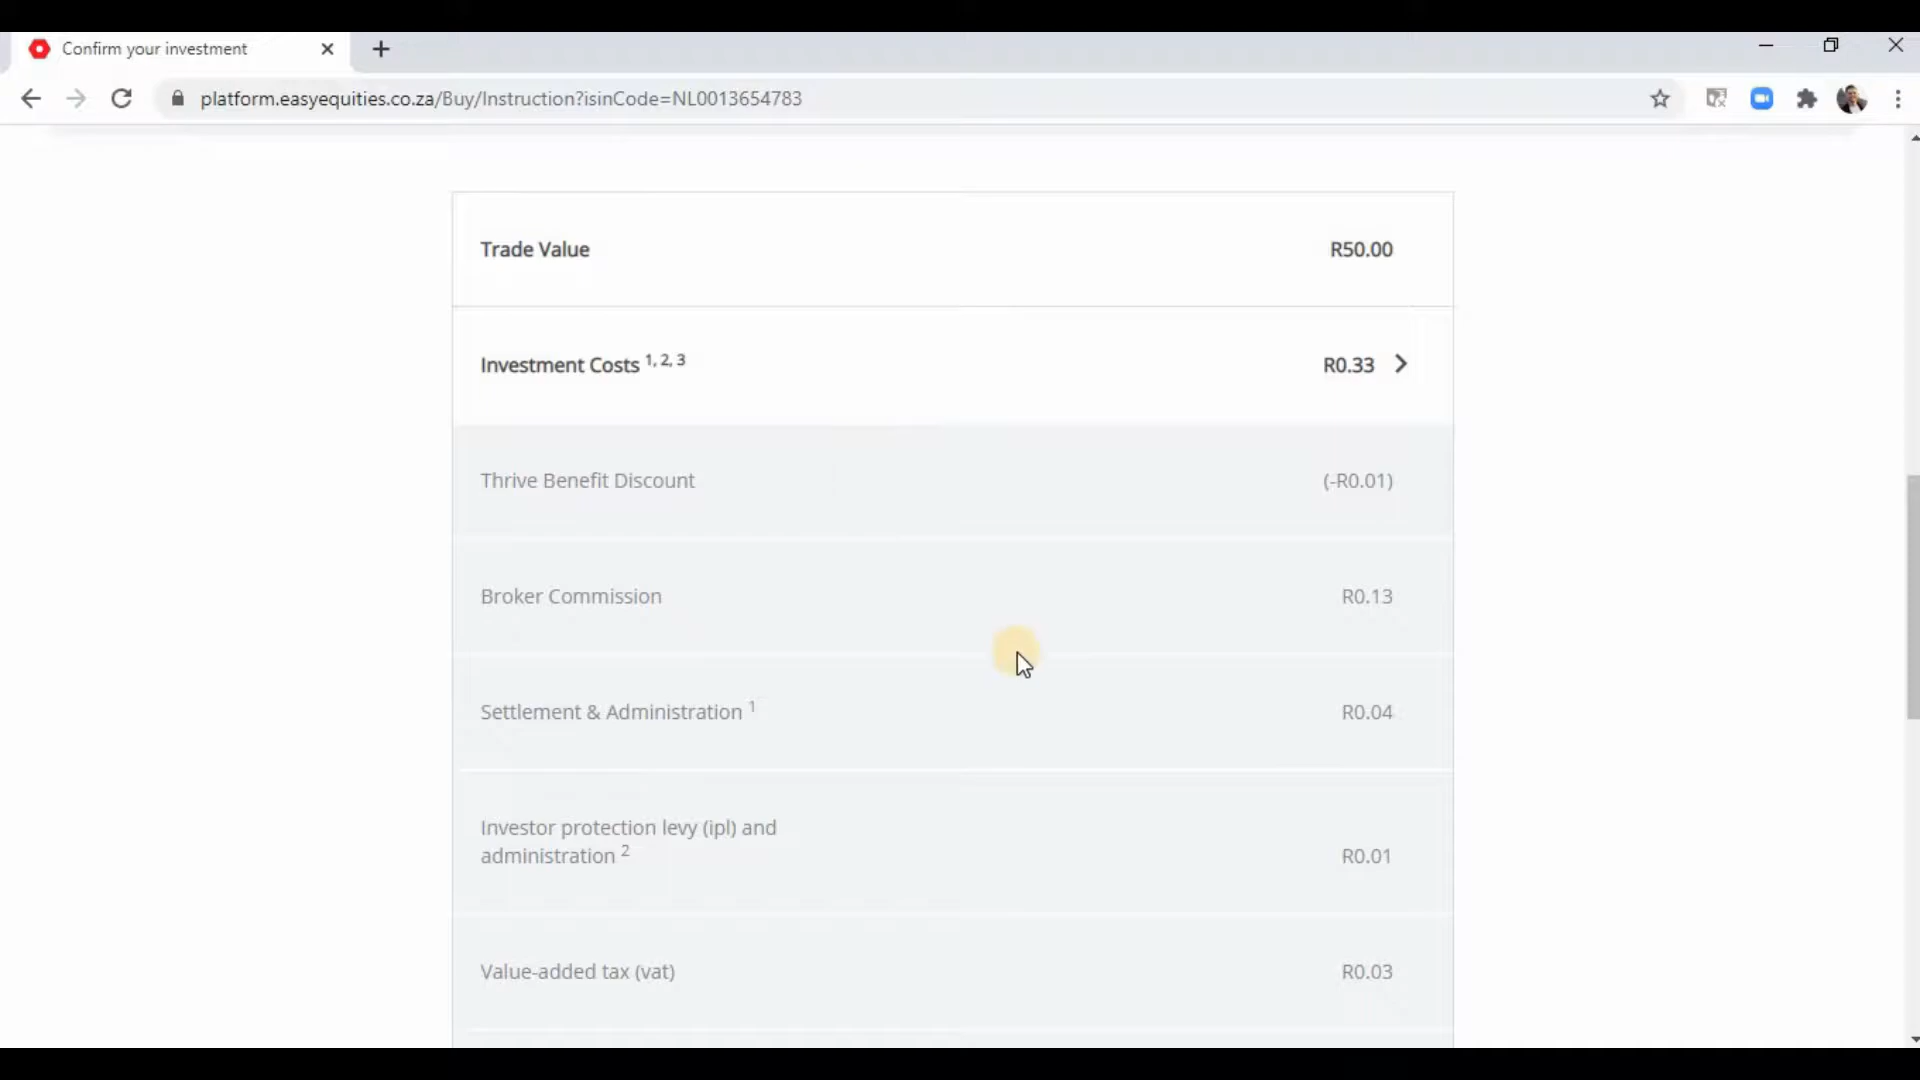 Confirm your investment
platform.easyequities.co.za/Buy/Instruction?isinCode=NL0013654783
Trade Value R50.00
Investment Costs 1, 2, 3 R0.33
Thrive Benefit Discount (-R0.01)
Broker Commission R0.13
Settlement & Administration 1 R0.04
Investor protection levy (ipl) and
administration 2 R0.01
Value-added tax (vat) R0.03